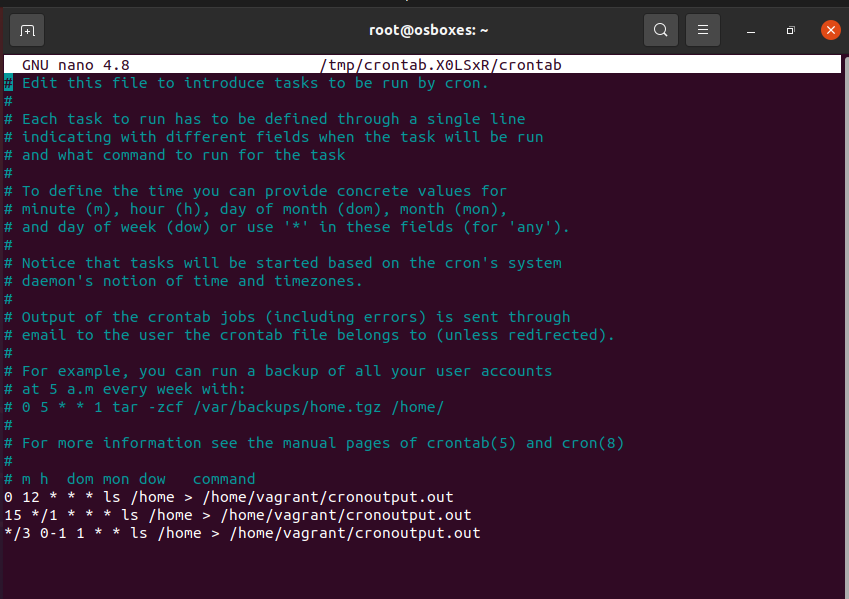 root@osboxes: ~
GNU nano 4.8 /tmp/crontab.X0LSxR/crontab
# Edit this file to introduce tasks to be run by cron.
#
# Each task to run has to be defined through a single line
# indicating with different fields when the task will be run
# and what command to run for the task
#
# To define the time you can provide concrete values for
# minute (m), hour (h), day of month (dom), month (mon),
# and day of week (dow) or use '*' in these fields (for 'any').
#
# Notice that tasks will be started based on the cron's system
# daemon's notion of time and timezones.
#
# Output of the crontab jobs (including errors) is sent through
# email to the user the crontab file belongs to (unless redirected).
#
# For example, you can run a backup of all your user accounts
# at 5 a.m every week with:
# 0 5 * * 1 tar -zcf /var/backups/home.tgz /home/
#
# For more information see the manual pages of crontab(5) and cron(8)
#
# m h  dom mon dow   command
0 12 * * * ls /home > /home/vagrant/cronoutput.out
15 */1 * * * ls /home > /home/vagrant/cronoutput.out
*/3 0-1 1 * * ls /home > /home/vagrant/cronoutput.out